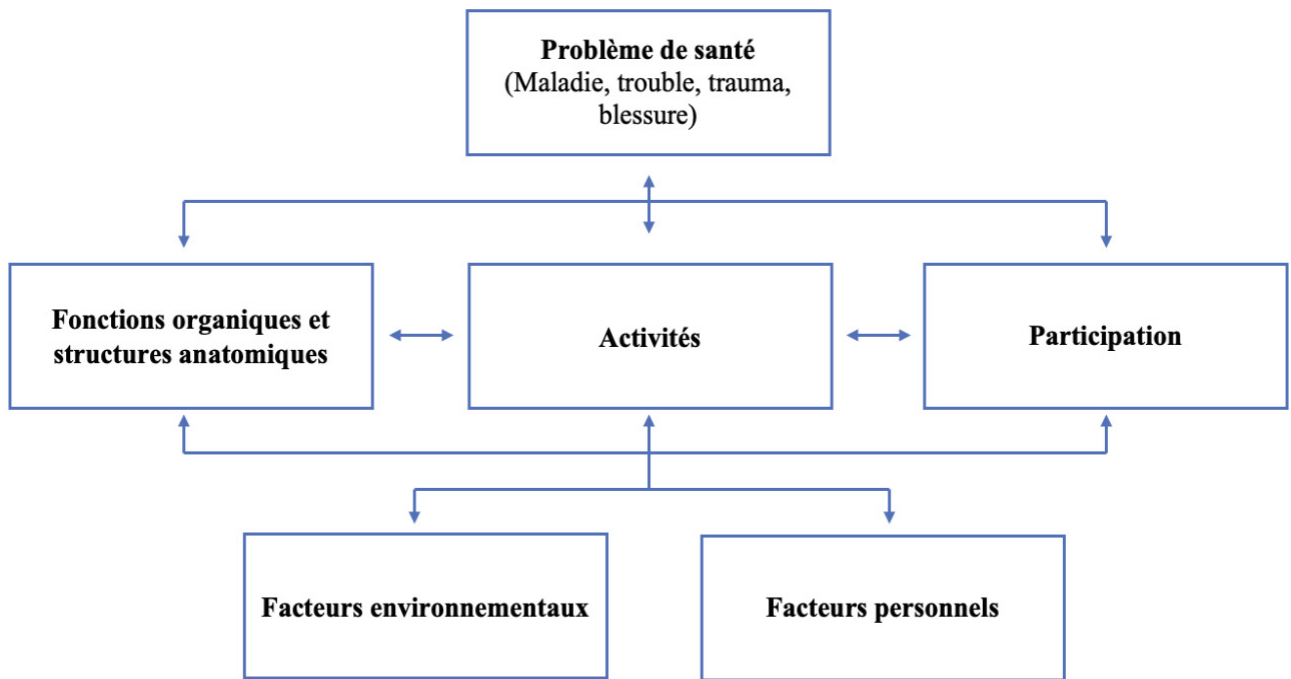 Problème de santé
(Maladie, trouble, trauma,
blessure)
Fonctions organiques et
structures anatomiques
Activités
Participation
Facteurs environnementaux
Facteurs personnels